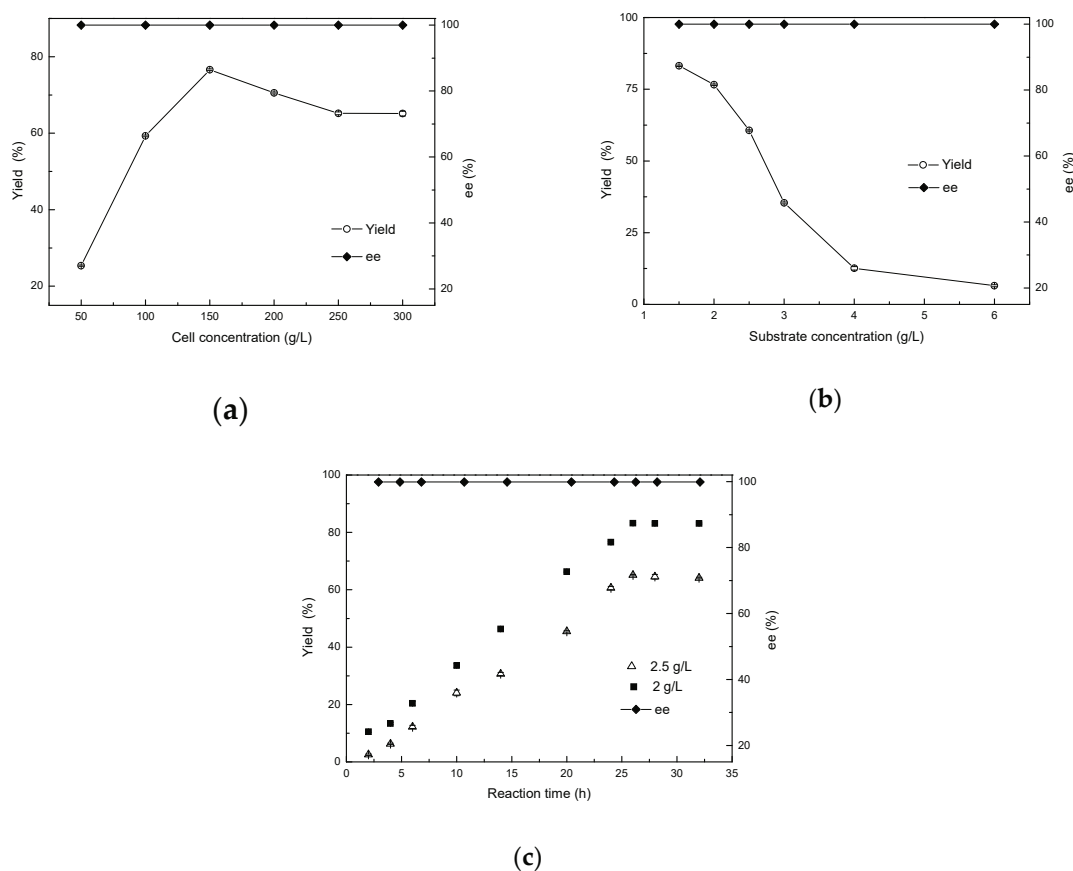 100
80
60
40
20
Yield (%)
100
80
60
40
20
ee (%)
Yield
ee
50 100 150 200 250 300
Cell concentration (g/L)
(a)
100
75
50
25
0
Yield (%)
100
80
60
40
20
ee (%)
Yield
ee
1 2 3 4 5 6
Substrate concentration (g/L)
(b)
100
80
60
40
20
0
Yield (%)
100
80
60
40
20
ee (%)
2.5 g/L
2 g/L
ee
0 5 10 15 20 25 30 35
Reaction time (h)
(c)